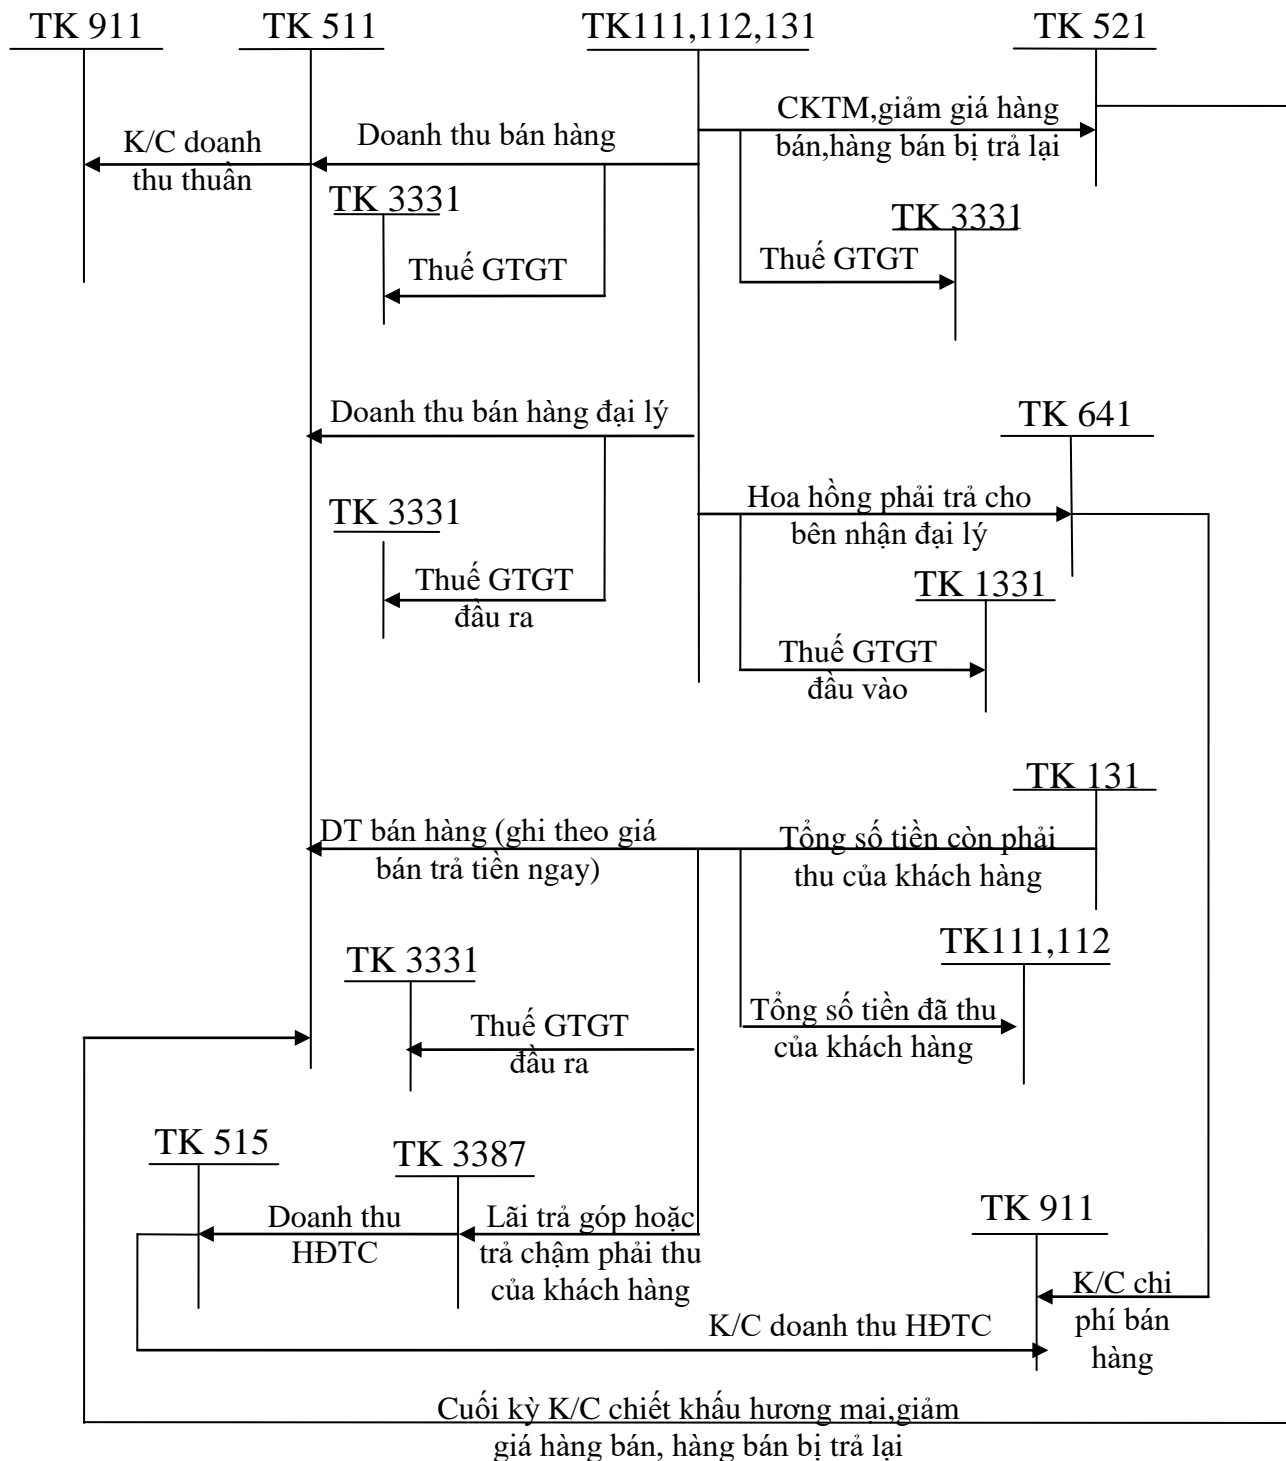 TK 911
TK 511
TK111,112,131
TK 521
CKTM,giảm giá hàng
bán,hàng bán bị trả lại
Doanh thu bán hàng
K/C doanh
thu thuần
TK 3331
TK 3331
Thuế GTGT
Thuế GTGT
Doanh thu bán hàng đại lý
TK 641
Hoa hồng phải trả cho
bên nhận đại lý
TK 3331
Thuế GTGT
đầu ra
TK 1331
Thuế GTGT
đầu vào
TK 131
DT bán hàng (ghi theo giá
bán trả tiền ngay)
Tổng số tiền còn phải
thu của khách hàng
TK111,112
TK 3331
Tổng số tiền đã thu
của khách hàng
Thuế GTGT
đầu ra
TK 515
TK 3387
TK 911
Doanh thu
HĐTC
Lãi trả góp hoặc
trả chậm phải thu
của khách hàng
K/C chi
phí bán
hàng
K/C doanh thu HĐTC
Cuối kỳ K/C chiết khấu hương mại,giảm
giá hàng bán, hàng bán bị trả lại